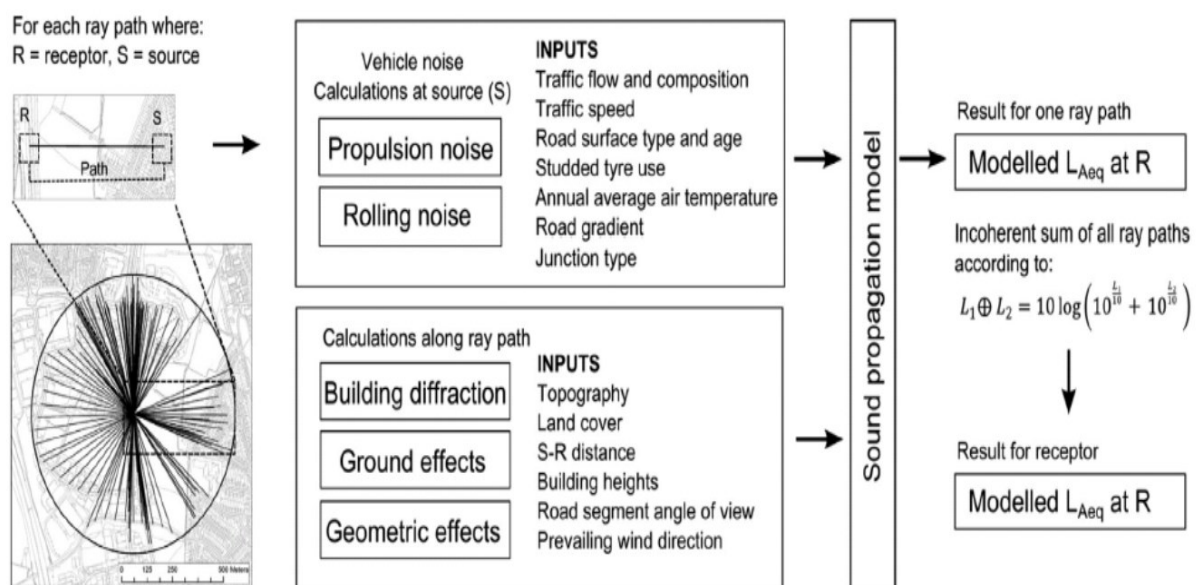 For each ray path where:
R = receptor, S = source
R
S
Path
0 125 250 500 Meters
Vehicle noise
Calculations at source (S)
Propulsion noise
Rolling noise
INPUTS
Traffic flow and composition
Traffic speed
Road surface type and age
Studded tyre use
Annual average air temperature
Road gradient
Junction type
Calculations along ray path
Building diffraction
Ground effects
Geometric effects
INPUTS
Topography
Land cover
S-R distance
Building heights
Road segment angle of view
Prevailing wind direction
Sound propagation model
Result for one ray path
Modelled L_Aeq at R
Incoherent sum of all ray paths
according to:
L₁⊕ L₂ = 10 log(10^(L₁/10) + 10^(L₂/10))
Result for receptor
Modelled L_Aeq at R